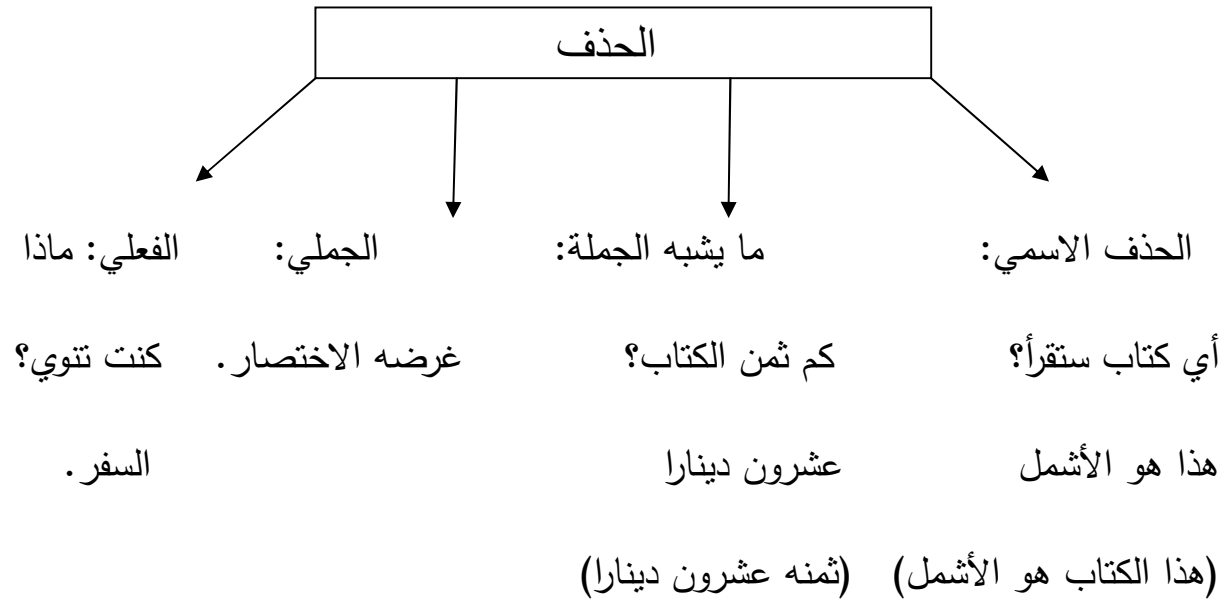 الحذف
الحذف الاسمي:
أي كتاب ستقرأ؟
هذا هو الأشمل
(هذا الكتاب هو الأشمل)
ما يشبه الجملة:
كم ثمن الكتاب؟
عشرون دينارا
(ثمنه عشرون دينارا)
الجملي:
غرضه الاختصار.
الفعلي: ماذا
كنت تنوي؟
السفر.